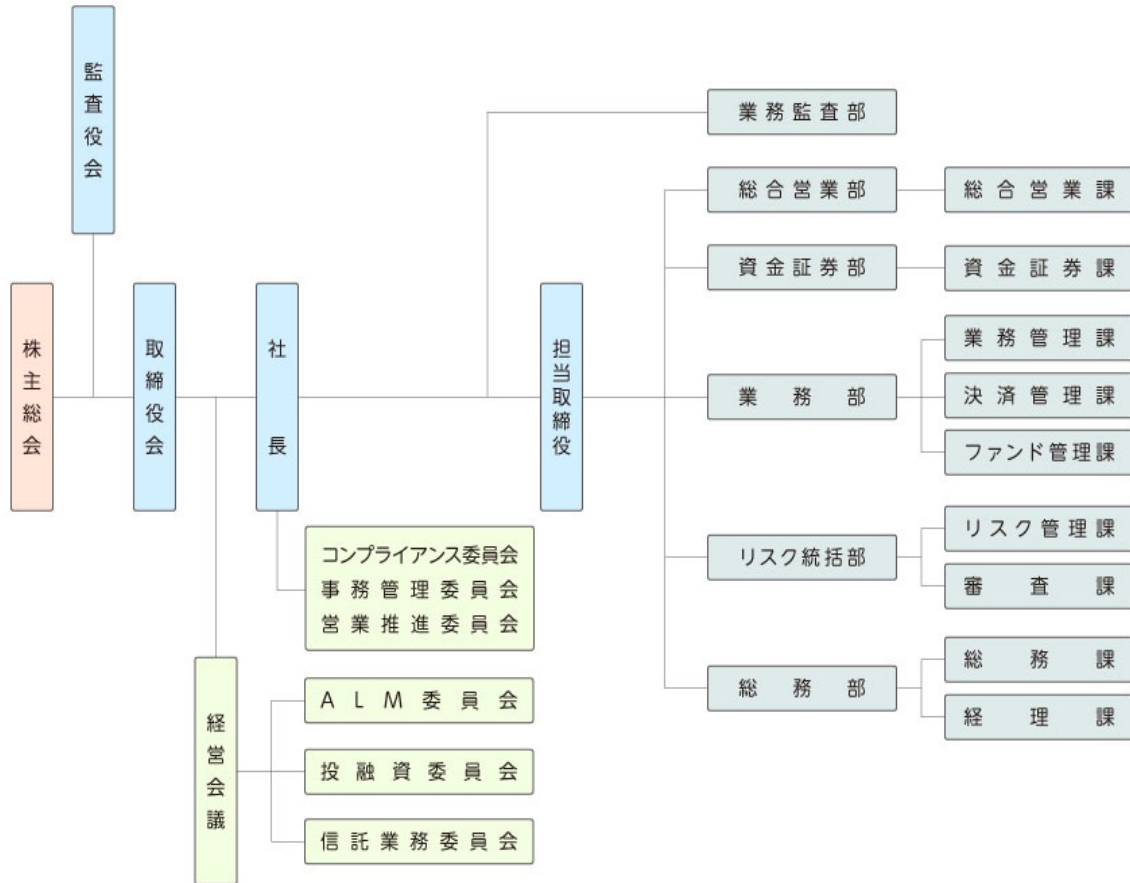 監査役会
株主総会
取締役会
社長
コンプライアンス委員会
事務管理委員会
営業推進委員会
経営会議
ALM委員会
投融資委員会
信託業務委員会
担当取締役
業務監査部
総合営業部
総合営業課
資金証券部
資金証券課
業務部
業務管理課
決済管理課
ファンド管理課
リスク統括部
リスク管理課
審査課
総務部
総務課
経理課